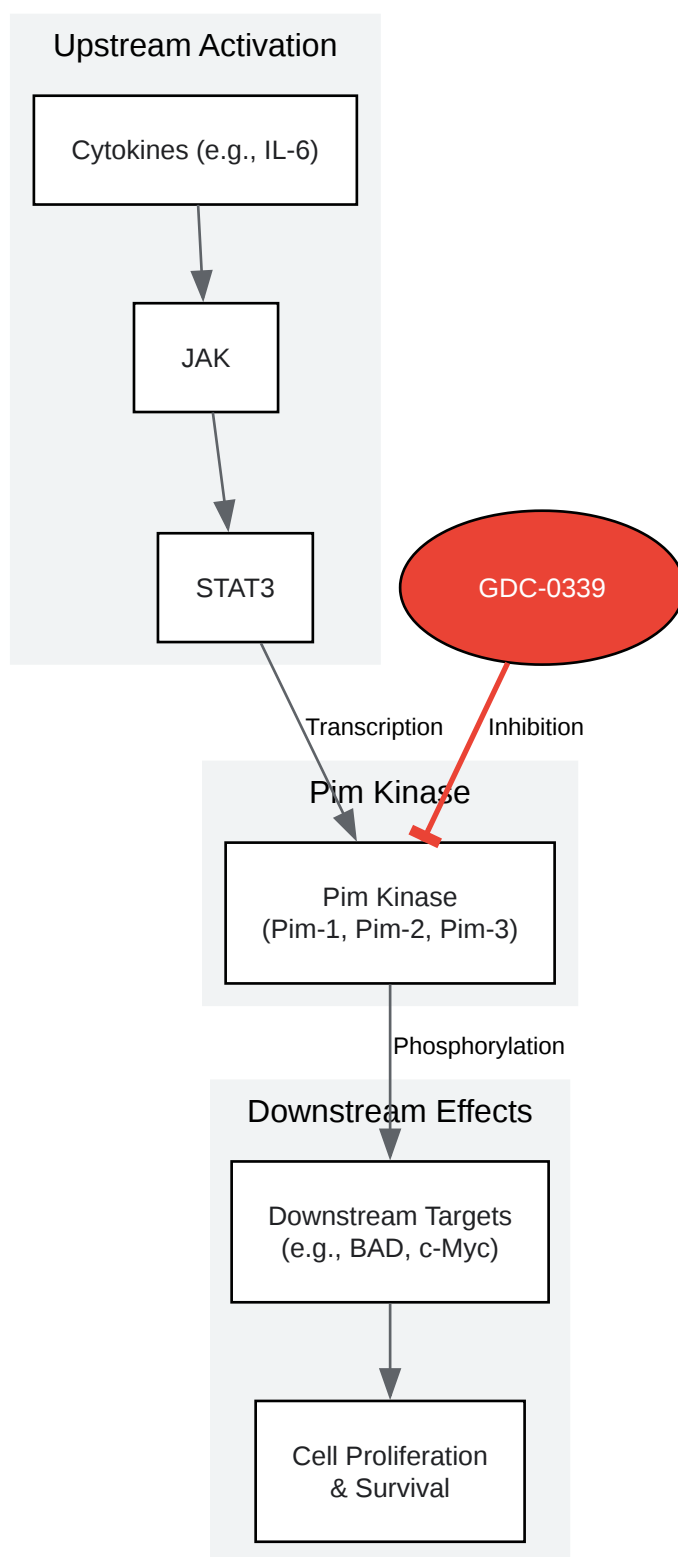 Upstream Activation
Cytokines (e.g., IL-6)
JAK
STAT3
GDC-0339
Transcription
Inhibition
Pim Kinase
Pim Kinase
(Pim-1, Pim-2, Pim-3)
Phosphorylation
Downstream Effects
Downstream Targets
(e.g., BAD, c-Myc)
Cell Proliferation
& Survival